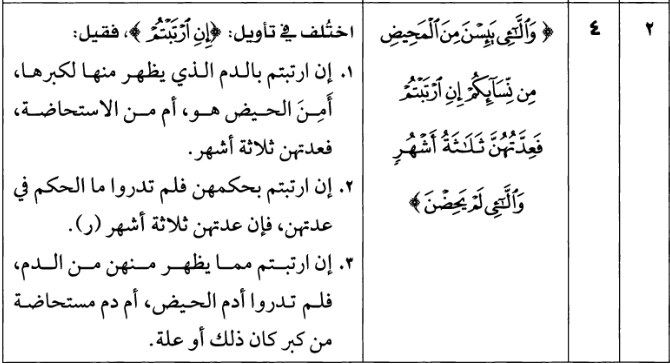 ٢
٤
﴿ وَٱلَّٰٓـِٔي يَئِسۡنَ مِنَ ٱلۡمَحِيضِ
مِن نِّسَآئِكُمۡ إِنِ ٱرۡتَبۡتُمۡ
فَعِدَّتُهُنَّ ثَلَٰثَةُ أَشۡهُرٖ
وَٱلَّٰٓـِٔي لَمۡ يَحِضۡنَ ﴾
اختُلف في تأويل: ﴿إِنِ ٱرۡتَبۡتُمۡ ﴾، فقيل:
١. إن ارتبتم بالدم الذي يظهر منها لكبرها،
أَمِنَ الحيض هو، أم من الاستحاضة،
فعدتهن ثلاثة أشهر.
٢. إن ارتبتم بحكمهن فلم تدروا ما الحكم في
عدتهن، فإن عدتهن ثلاثة أشهر (ر).
٣. إن ارتبتم مما يظهر منهن من الدم،
فلم تدروا أدم الحيض، أم دم مستحاضة
من كبر كان ذلك أو علة.